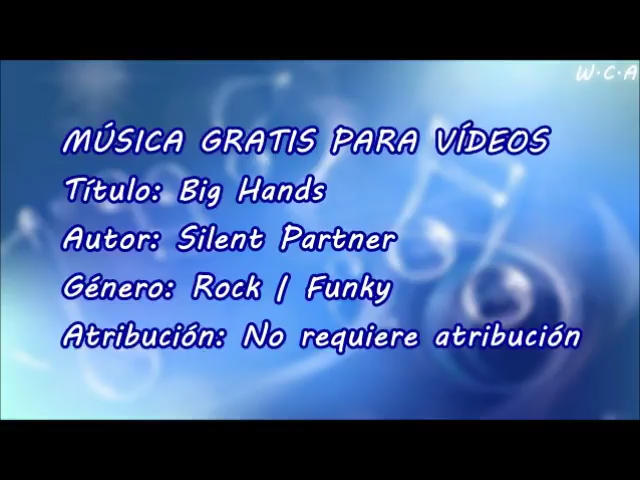 W.C.A
MÚSICA GRATIS PARA VÍDEOS
Título: Big Hands
Autor: Silent Partner
Género: Rock / Funky
Atribución: No requiere atribución